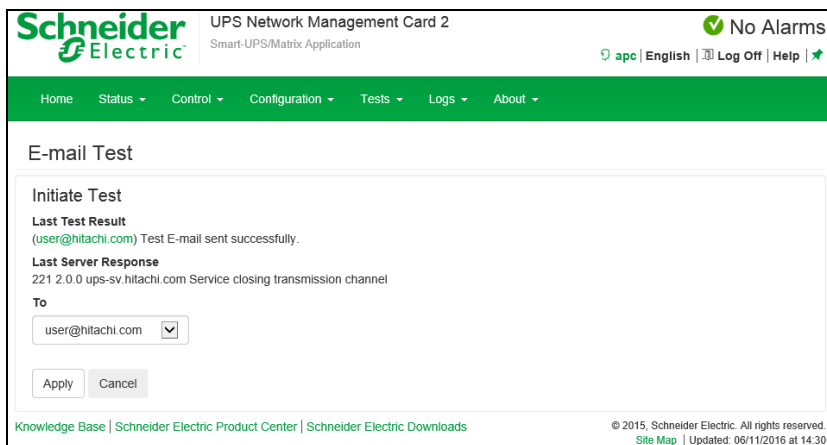 Schneider Electric
UPS Network Management Card 2
Smart-UPS/Matrix Application
No Alarms
apc | English | Log Off | Help |
Home Status Control Configuration Tests Logs About
E-mail Test
Initiate Test
Last Test Result
(user@hitachi.com) Test E-mail sent successfully.
Last Server Response
221 2.0.0 ups-sv.hitachi.com Service closing transmission channel
To
user@hitachi.com
Apply Cancel
Knowledge Base | Schneider Electric Product Center | Schneider Electric Downloads
© 2015, Schneider Electric. All rights reserved.
Site Map | Updated: 06/11/2016 at 14:30